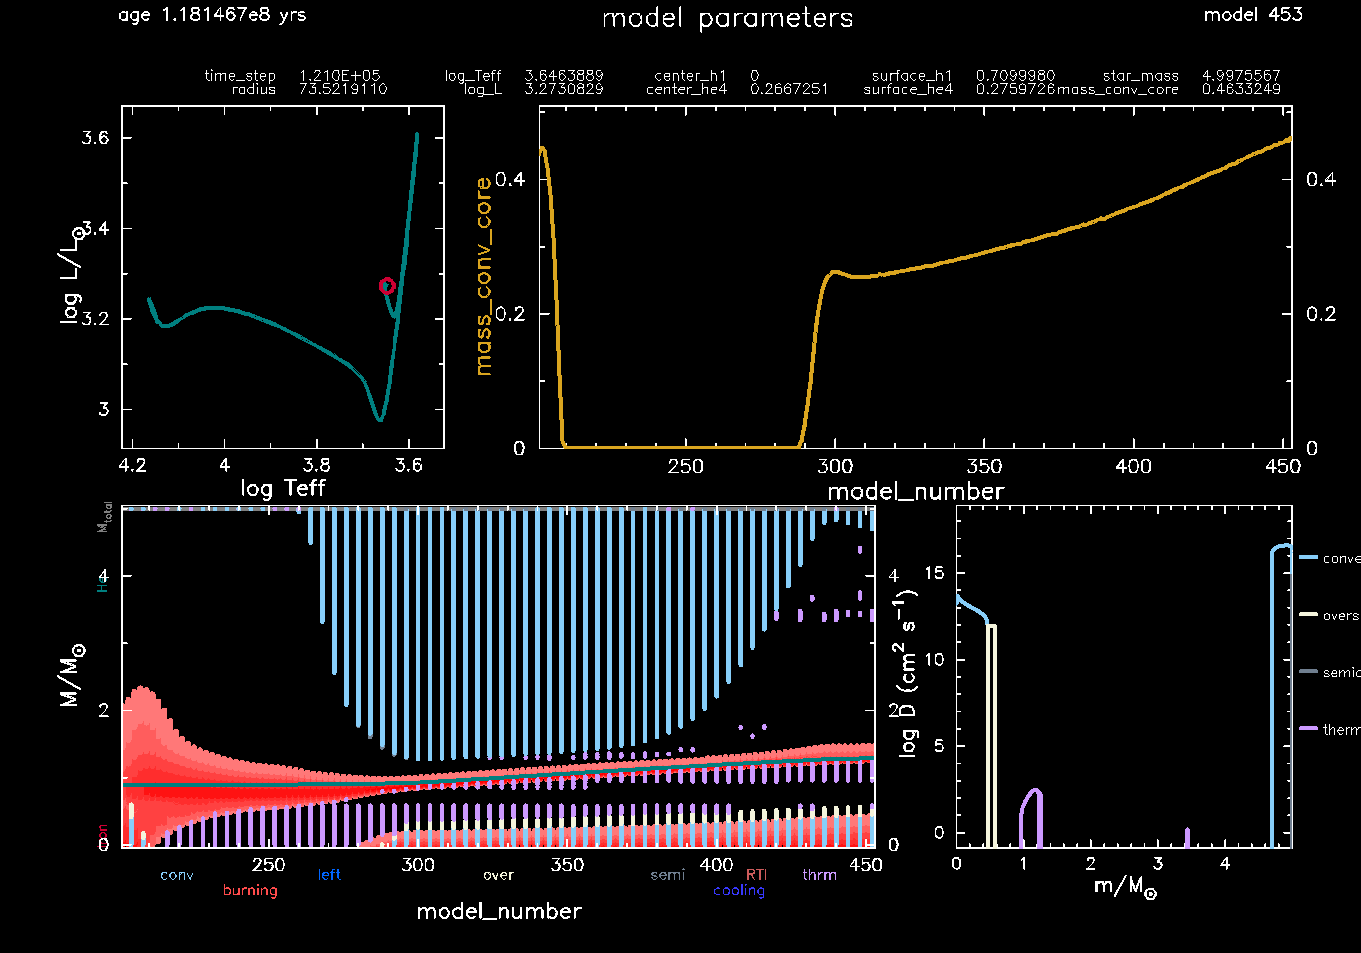 age 1.181467e8 yrs model parameters model 453
time_step 1.210E+05 log_Teff 3.6463889 center_h1 0 surface_h1 0.7099980 star_mass 4.9975567
radius 73.5219110 log_L 3.2730829 center_he4 0.2667251 surface_he4 0.2759726 mass_conv_core 0.4633249
3.6
3.4
3.2
3
log L/L⊙
4.2 4 3.8 3.6
log Teff
mass_conv_core
0.4 0.4
0.2 0.2
0 0
250 300 350 400 450
model_number
Mtotal
He
4 4
2 2
0 0
M/M⊙
250 300 350 400 450
conv left over semi RTI thrm
burning cooling
model_number
log D (cm² s⁻¹)
15
10
5
0
0 1 2 3 4
m/M⊙
conve
overs
semic
therm